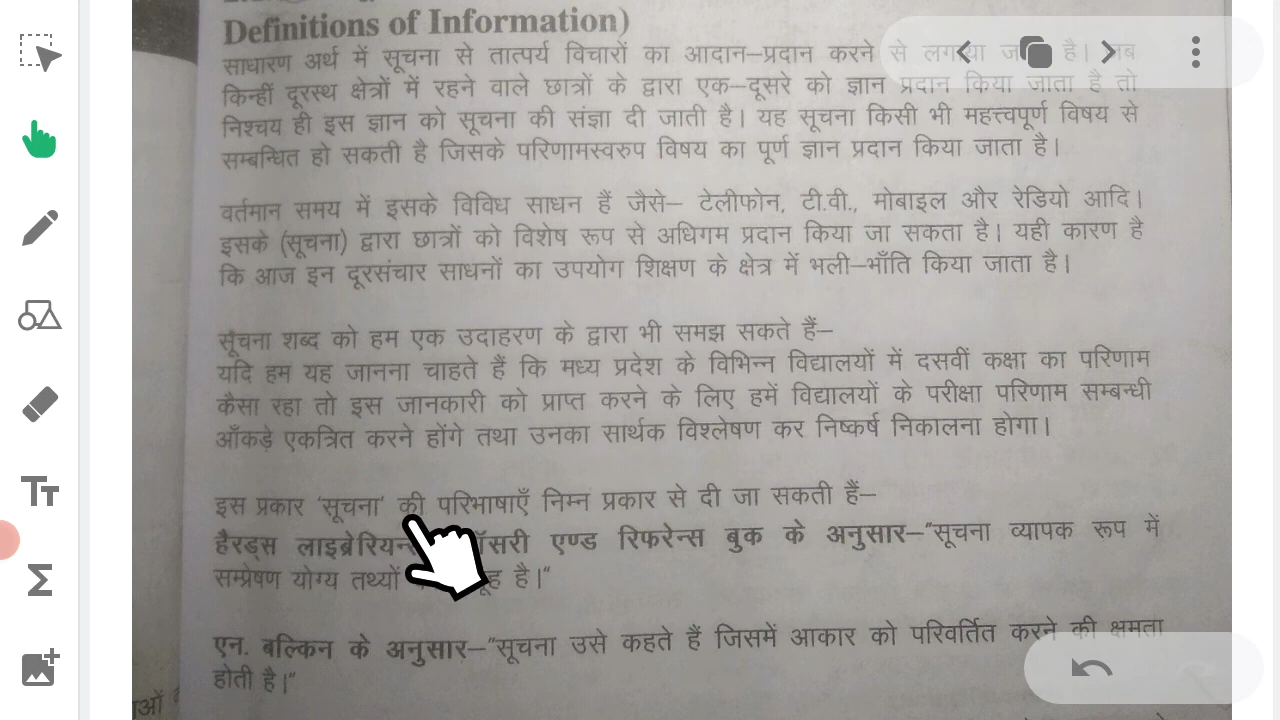 Definitions of Information)
साधारण अर्थ में सूचना से तात्पर्य विचारों का आदान–प्रदान करने से लगाया जाता है। जब
किन्हीं दूरस्थ क्षेत्रों में रहने वाले छात्रों के द्वारा एक–दूसरे को ज्ञान प्रदान किया जाता है तो
निश्चय ही इस ज्ञान को सूचना की संज्ञा दी जाती है। यह सूचना किसी भी महत्त्वपूर्ण विषय से
सम्बन्धित हो सकती है जिसके परिणामस्वरुप विषय का पूर्ण ज्ञान प्रदान किया जाता है।
वर्तमान समय में इसके विविध साधन हैं जैसे– टेलीफोन, टी.वी., मोबाइल और रेडियो आदि।
इसके (सूचना) द्वारा छात्रों को विशेष रूप से अधिगम प्रदान किया जा सकता है। यही कारण है
कि आज इन दूरसंचार साधनों का उपयोग शिक्षण के क्षेत्र में भली–भाँति किया जाता है।
सूचना शब्द को हम एक उदाहरण के द्वारा भी समझ सकते हैं–
यदि हम यह जानना चाहते हैं कि मध्य प्रदेश के विभिन्न विद्यालयों में दसवीं कक्षा का परिणाम
कैसा रहा तो इस जानकारी को प्राप्त करने के लिए हमें विद्यालयों के परीक्षा परिणाम सम्बन्धी
आँकड़े एकत्रित करने होंगे तथा उनका सार्थक विश्लेषण कर निष्कर्ष निकालना होगा।
इस प्रकार 'सूचना' की परिभाषाएँ निम्न प्रकार से दी जा सकती हैं–
हैरड्स एण्ड रिफरेन्स बुक के अनुसार–"सूचना व्यापक रूप में
सम्प्रेषण योग्य तथ्यों है।"
एन. बल्किन के अनुसार–"सूचना उसे कहते हैं जिसमें आकार को परिवर्तित करने की क्षमता
होती है।"
Tт
Σ